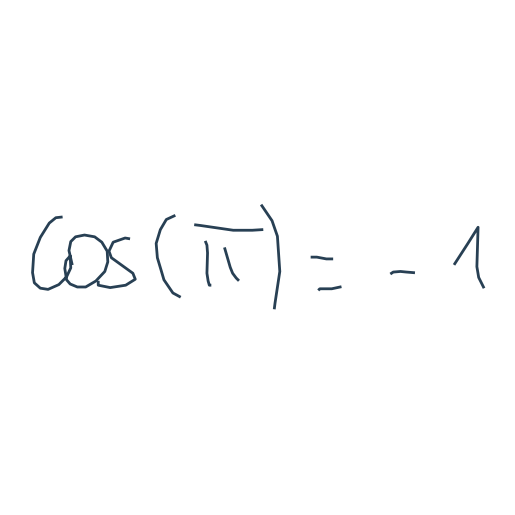 cos(π) = - 1